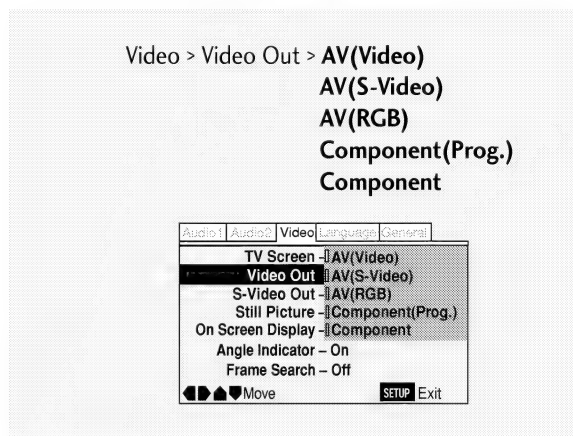 Video > Video Out > AV(Video)
AV(S-Video)
AV(RGB)
Component(Prog.)
Component
Audio1 Audio2 Video Language General
TV Screen – AV(Video)
Video Out AV(S-Video)
S-Video Out – AV(RGB)
Still Picture – Component(Prog.)
On Screen Display – Component
Angle Indicator – On
Frame Search – Off
Move SETUP Exit